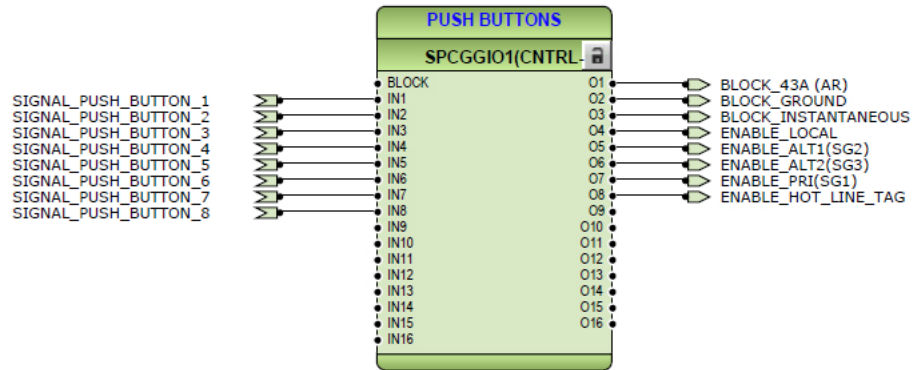 PUSH BUTTONS
SPCGGIO1(CNTRL-
BLOCK O1 BLOCK_43A (AR)
SIGNAL_PUSH_BUTTON_1 IN1 O2 BLOCK_GROUND
SIGNAL_PUSH_BUTTON_2 IN2 O3 BLOCK_INSTANTANEOUS
SIGNAL_PUSH_BUTTON_3 IN3 O4 ENABLE_LOCAL
SIGNAL_PUSH_BUTTON_4 IN4 O5 ENABLE_ALT1(SG2)
SIGNAL_PUSH_BUTTON_5 IN5 O6 ENABLE_ALT2(SG3)
SIGNAL_PUSH_BUTTON_6 IN6 O7 ENABLE_PRI(SG1)
SIGNAL_PUSH_BUTTON_7 IN7 O8 ENABLE_HOT_LINE_TAG
SIGNAL_PUSH_BUTTON_8 IN8 O9
IN9 O10
IN10 O11
IN11 O12
IN12 O13
IN13 O14
IN14 O15
IN15 O16
IN16